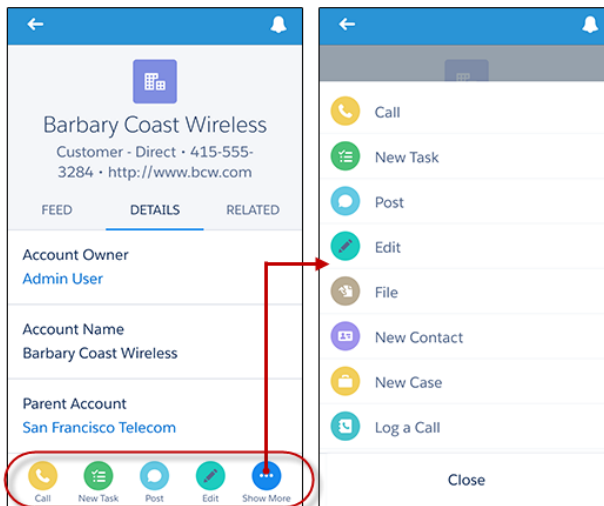 Barbary Coast Wireless
Customer - Direct • 415-555-
3284 • http://www.bcw.com
FEED DETAILS RELATED
Account Owner
Admin User
Account Name
Barbary Coast Wireless
Parent Account
San Francisco Telecom
Call New Task Post Edit Show More
Call
New Task
Post
Edit
File
New Contact
New Case
Log a Call
Close